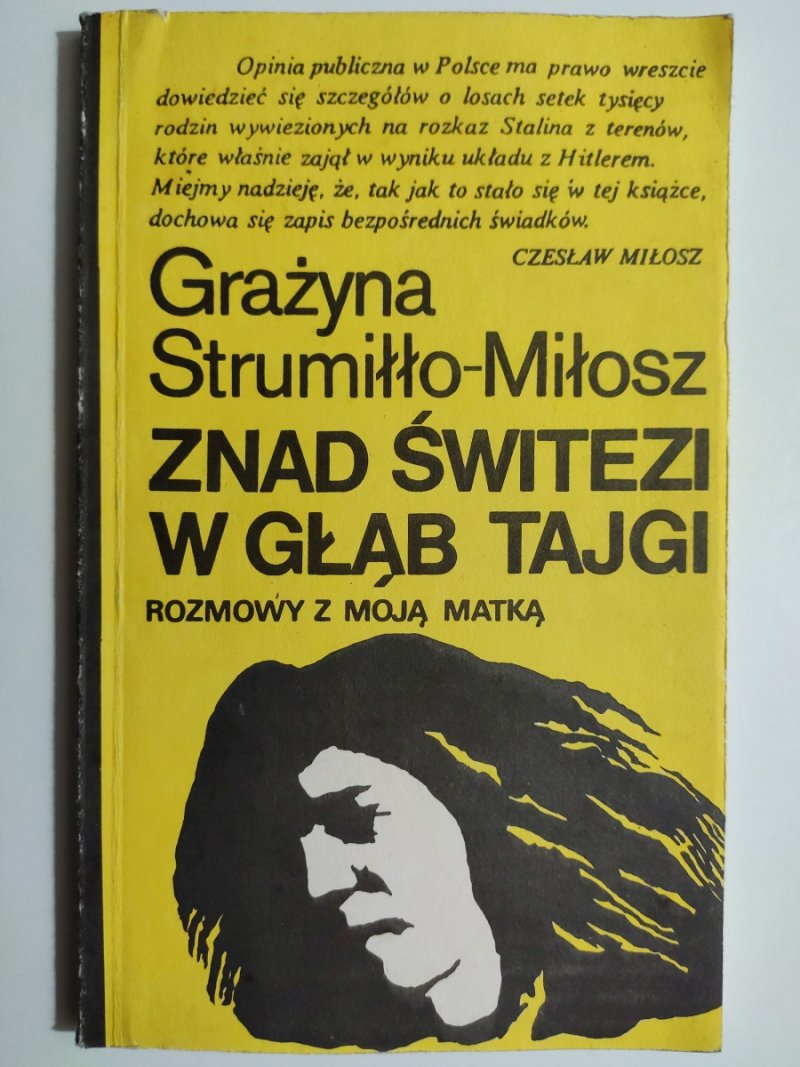 Opinia publiczna w Polsce ma prawo wreszcie
dowiedzieć się szczegółów o losach setek tysięcy
rodzin wywiezionych na rozkaz Stalina z terenów,
które właśnie zajął w wyniku układu z Hitlerem.
Miejmy nadzieję, że, tak jak to stało się w tej książce,
dochowa się zapis bezpośrednich świadków.
CZESŁAW MIŁOSZ
Grażyna
Strumiłło-Miłosz
ZNAD ŚWITEZI
W GŁĄB TAJGI
ROZMOWY Z MOJĄ MATKĄ